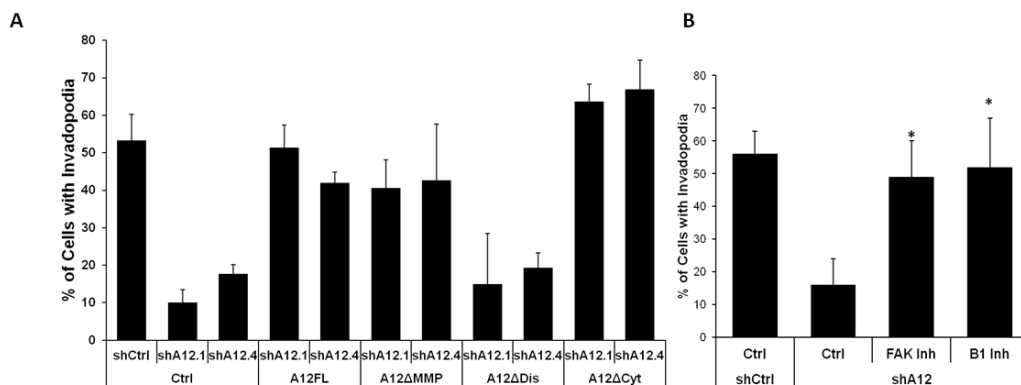 A
% of Cells with Invadopodia
80
70
60
50
40
30
20
10
0
shCtrl shA12.1 shA12.4 shA12.1 shA12.4 shA12.1 shA12.4 shA12.1 shA12.4 shA12.1 shA12.4
Ctrl A12FL A12ΔMMP A12ΔDis A12ΔCyt
B
% of Cells with Invadopodia
80
70
60
50
40
30
20
10
0
* *
Ctrl Ctrl FAK Inh B1 Inh
shCtrl shA12